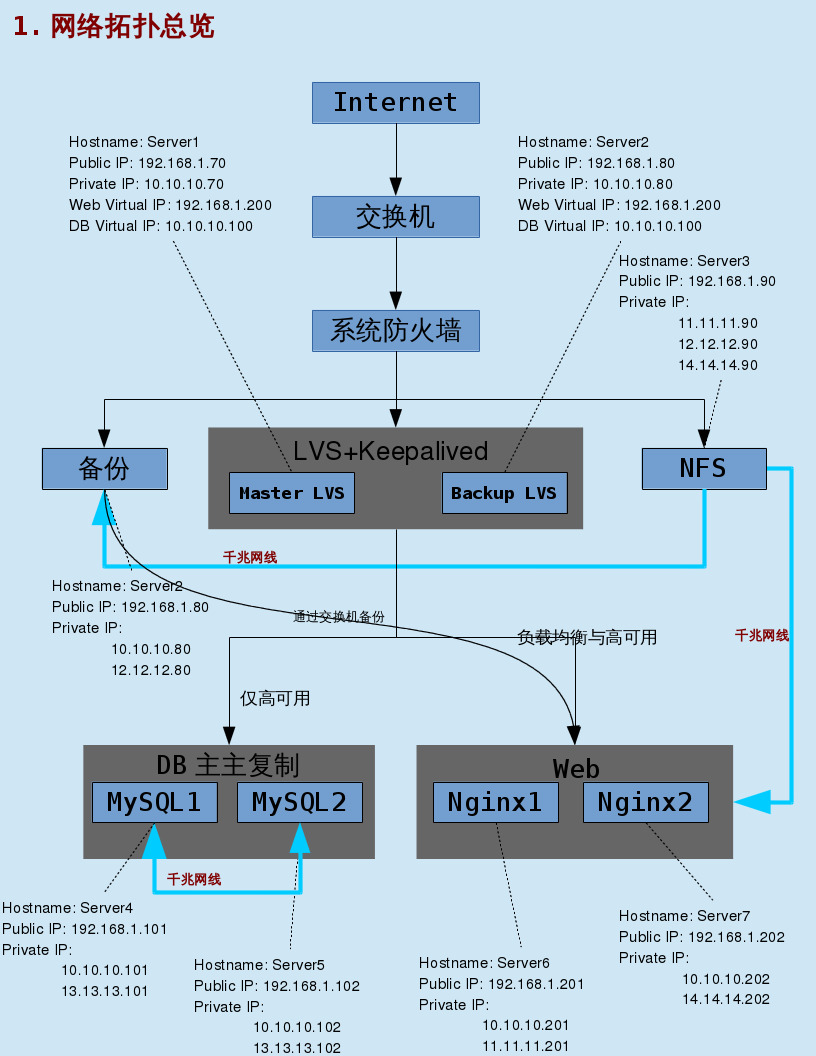 1. 网络拓扑总览
Internet
Hostname: Server1
Public IP: 192.168.1.70
Private IP: 10.10.10.70
Web Virtual IP: 192.168.1.200
DB Virtual IP: 10.10.10.100
Hostname: Server2
Public IP: 192.168.1.80
Private IP: 10.10.10.80
Web Virtual IP: 192.168.1.200
DB Virtual IP: 10.10.10.100
交换机
Hostname: Server3
Public IP: 192.168.1.90
Private IP:
11.11.11.90
12.12.12.90
14.14.14.90
系统防火墙
备份
LVS+Keepalived
Master LVS
Backup LVS
NFS
千兆网线
Hostname: Server2
Public IP: 192.168.1.80
Private IP:
10.10.10.80
12.12.12.80
通过交换机备份
负载均衡与高可用
千兆网线
仅高可用
DB 主主复制
MySQL1
MySQL2
Web
Nginx1
Nginx2
千兆网线
Hostname: Server4
Public IP: 192.168.1.101
Private IP:
10.10.10.101
13.13.13.101
Hostname: Server5
Public IP: 192.168.1.102
Private IP:
10.10.10.102
13.13.13.102
Hostname: Server6
Public IP: 192.168.1.201
Private IP:
10.10.10.201
11.11.11.201
Hostname: Server7
Public IP: 192.168.1.202
Private IP:
10.10.10.202
14.14.14.202